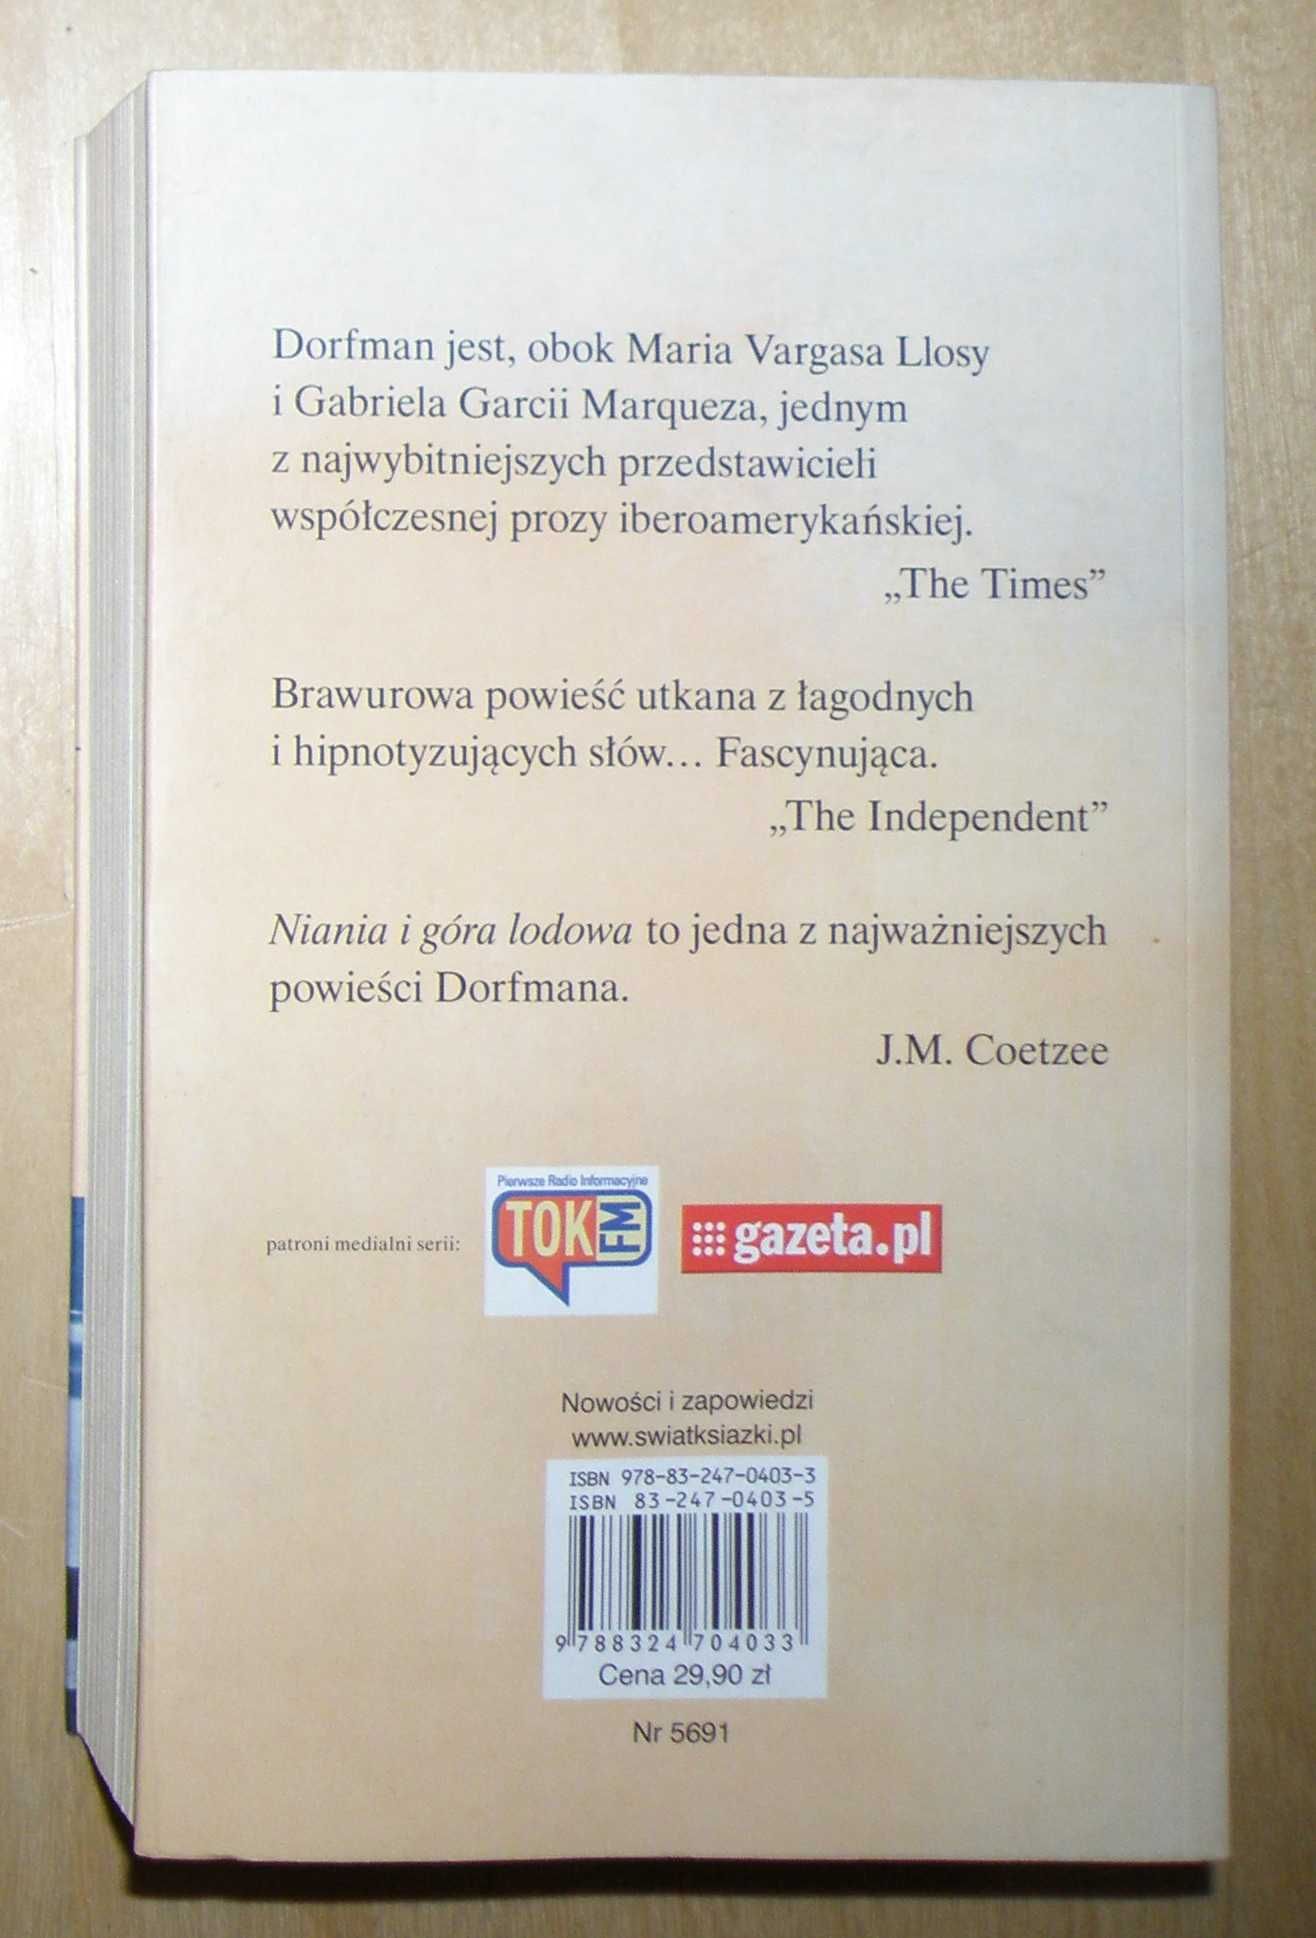 Dorfman jest, obok Maria Vargasa Llosy
i Gabriela Garcii Marqueza, jednym
z najwybitniejszych przedstawicieli
współczesnej prozy iberoamerykańskiej.
„The Times”
Brawurowa powieść utkana z łagodnych
i hipnotyzujących słów... Fascynująca.
„The Independent”
Niania i góra lodowa to jedna z najważniejszych
powieści Dorfmana.
J.M. Coetzee
patroni medialni serii:
Pierwsze Radio Informacyjne
TOK FM
gazeta.pl
Nowości i zapowiedzi
www.swiatksiazki.pl
ISBN 978-83-247-0403-3
ISBN 83-247-0403-5
9 788324 704033
Cena 29,90 zł
Nr 5691